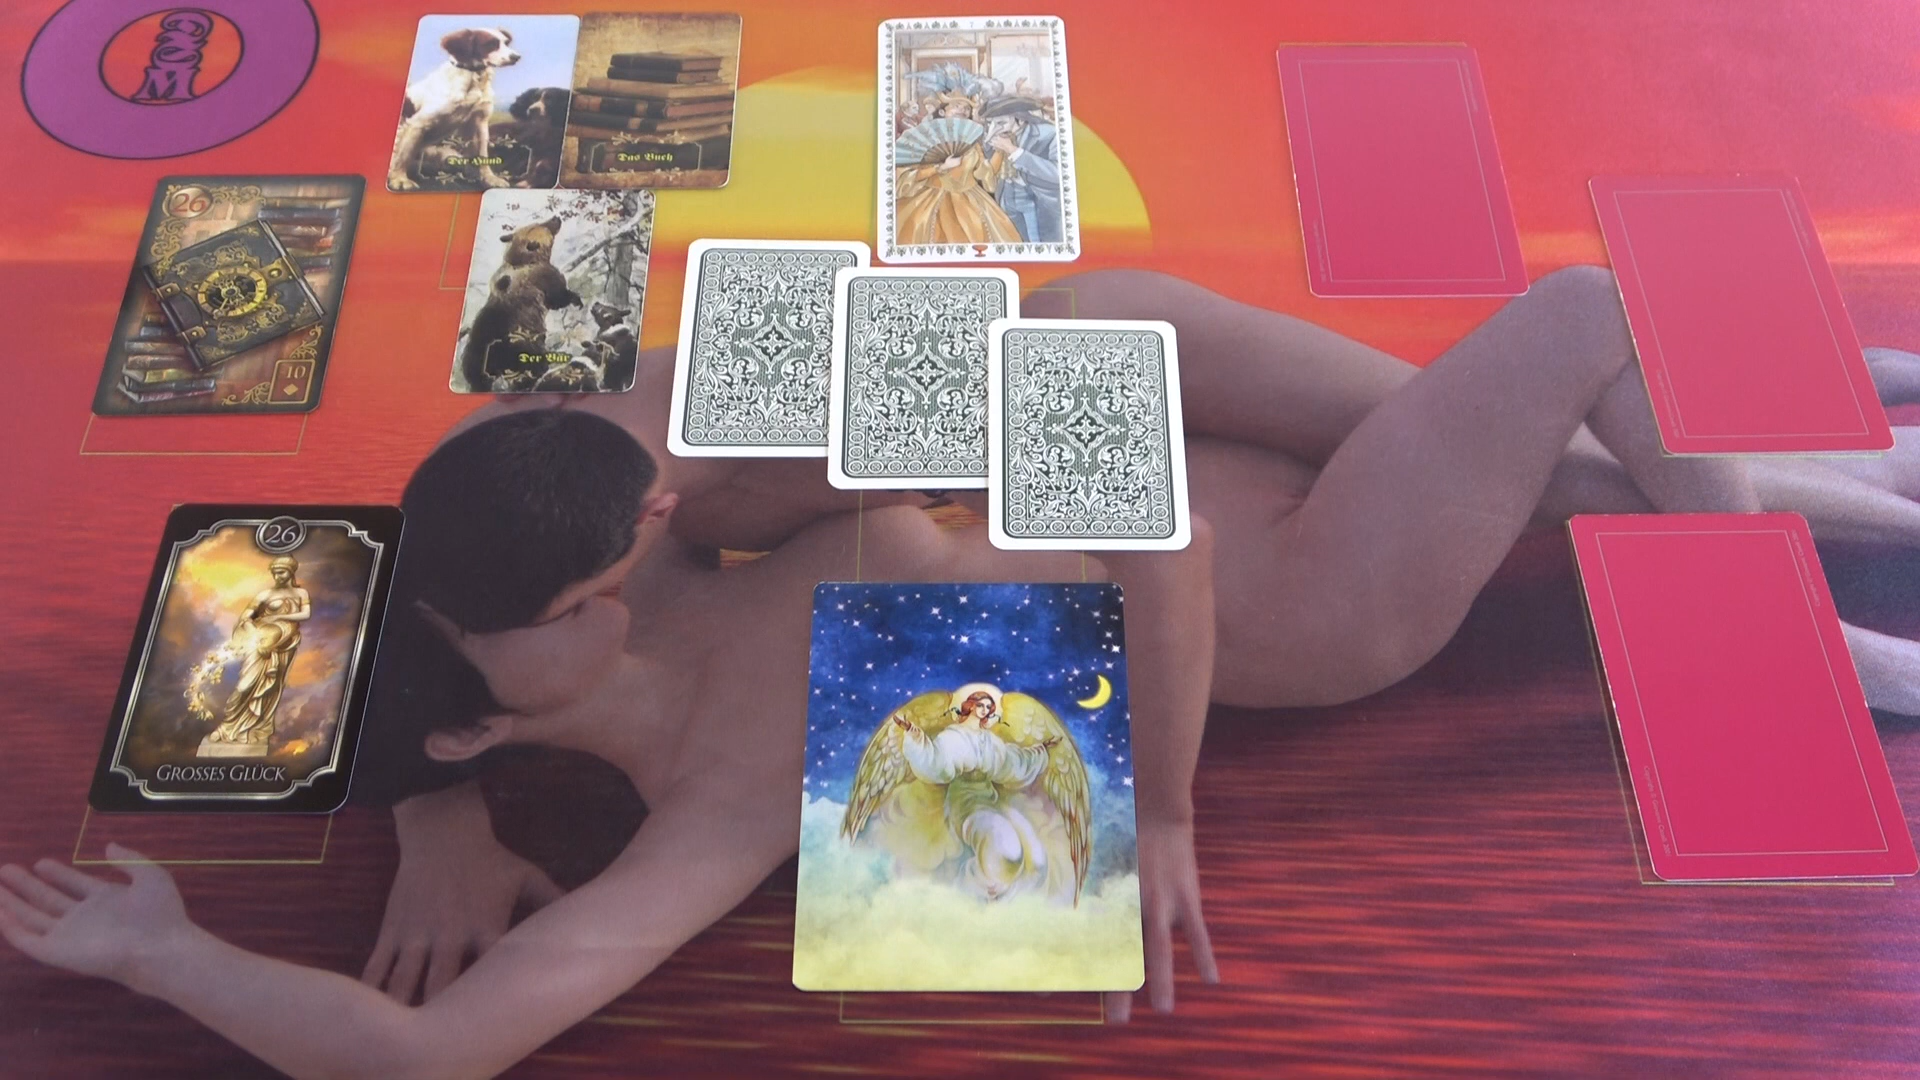 Der Hund
Das Buch
26
10
Der Bär
26
GROSSES GLÜCK